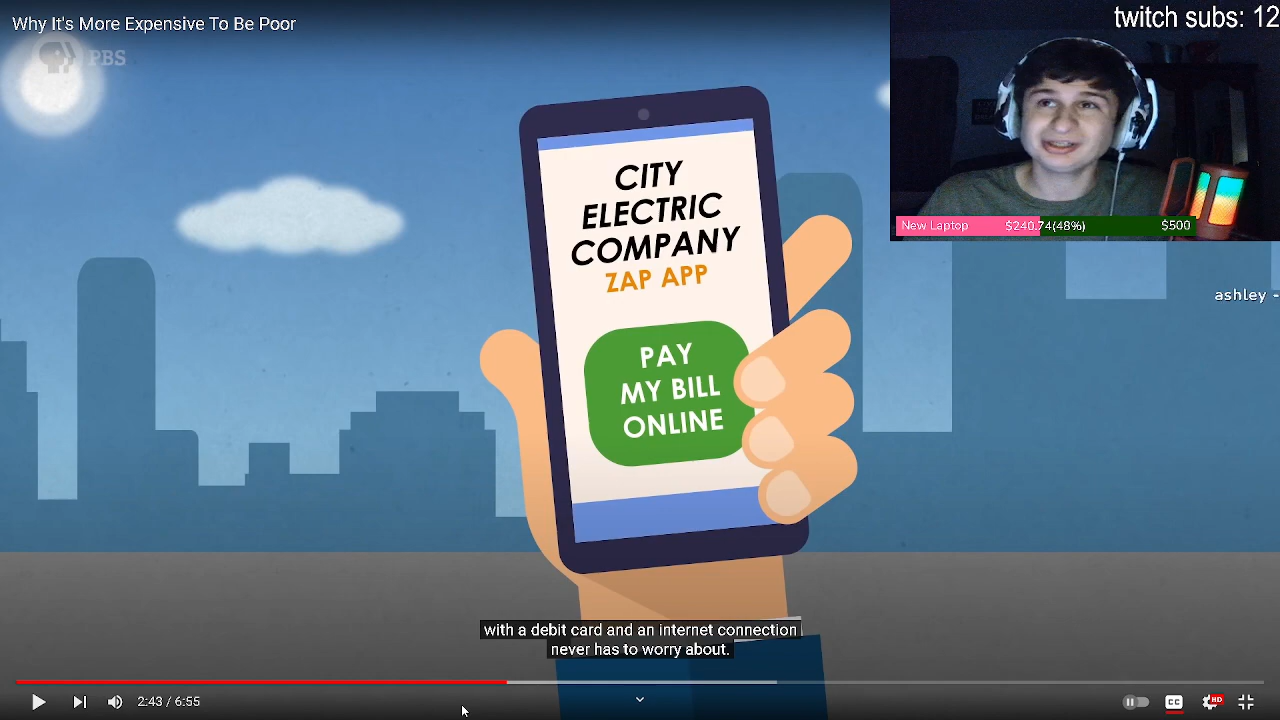 Why It's More Expensive To Be Poor
PBS
twitch subs: 12
New Laptop $240.74(48%) $500
ashley -
CITY
ELECTRIC
COMPANY
ZAP APP
PAY
MY BILL
ONLINE
with a debit card and an internet connection
never has to worry about.
2:43 / 6:55
CC
HD